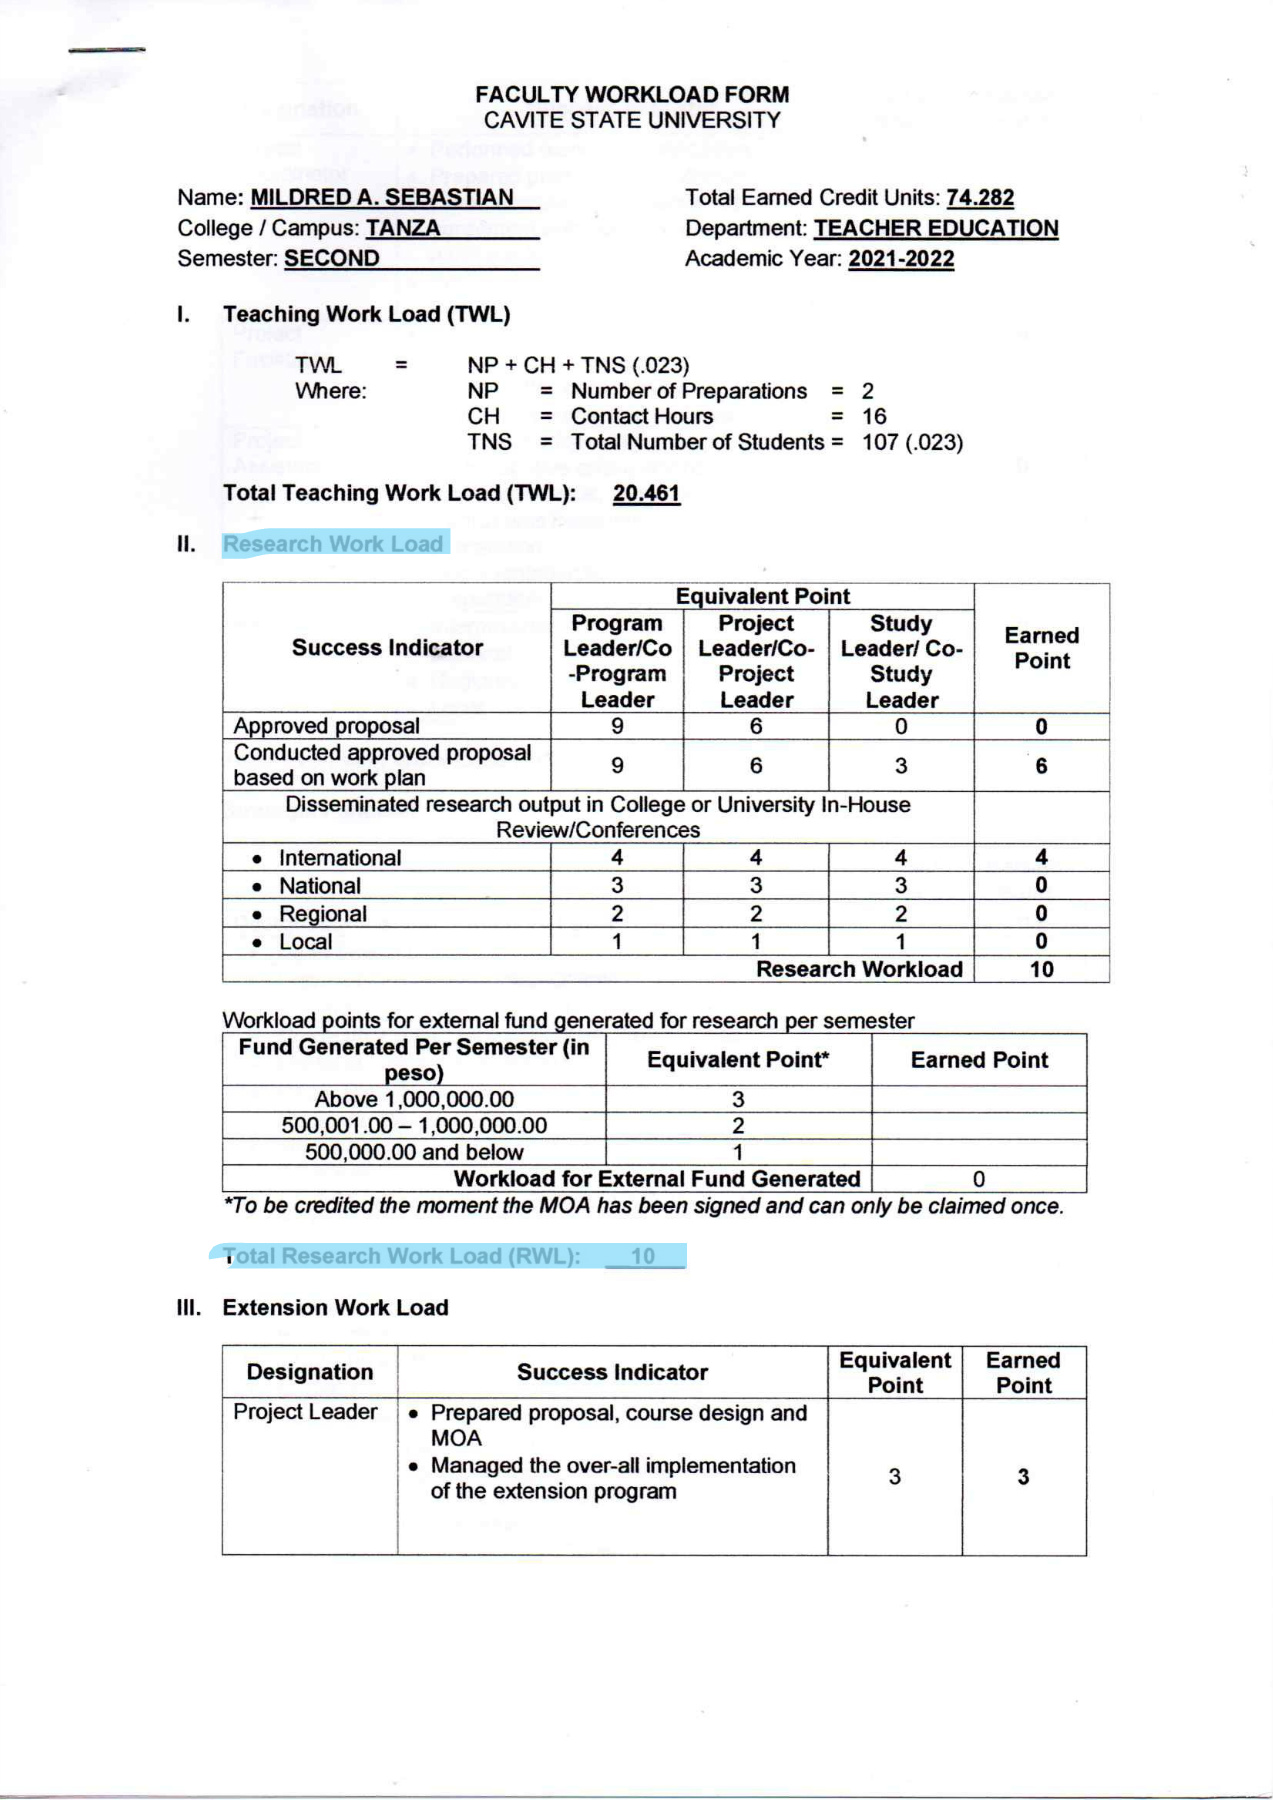 FACULTY WORKLOAD FORM
CAVITE STATE UNIVERSITY
Name: MILDRED A. SEBASTIAN
Total Earned Credit Units: 74.282
College / Campus: TANZA
Department: TEACHER EDUCATION
Semester: SECOND
Academic Year: 2021-2022
I. Teaching Work Load (TWL)
TWL = NP + CH + TNS (.023)
Where: NP = Number of Preparations = 2
CH = Contact Hours = 16
TNS = Total Number of Students = 107 (.023)
Total Teaching Work Load (TWL): 20.461
II. Research Work Load
Success Indicator
Equivalent Point
Earned
Point
Program
Leader/Co
-Program
Leader
Project
Leader/Co-
Project
Leader
Study
Leader/ Co-
Study
Leader
Approved proposal 9 6 0 0
Conducted approved proposal
based on work plan 9 6 3 6
Disseminated research output in College or University In-House
Review/Conferences
• International 4 4 4 4
• National 3 3 3 0
• Regional 2 2 2 0
• Local 1 1 1 0
Research Workload 10
Workload points for external fund generated for research per semester
Fund Generated Per Semester (in
peso)
Equivalent Point*
Earned Point
Above 1,000,000.00 3
500,001.00 – 1,000,000.00 2
500,000.00 and below 1
Workload for External Fund Generated 0
*To be credited the moment the MOA has been signed and can only be claimed once.
Total Research Work Load (RWL): 10
III. Extension Work Load
Designation
Success Indicator
Equivalent
Point
Earned
Point
Project Leader
• Prepared proposal, course design and
MOA
• Managed the over-all implementation
of the extension program
3
3